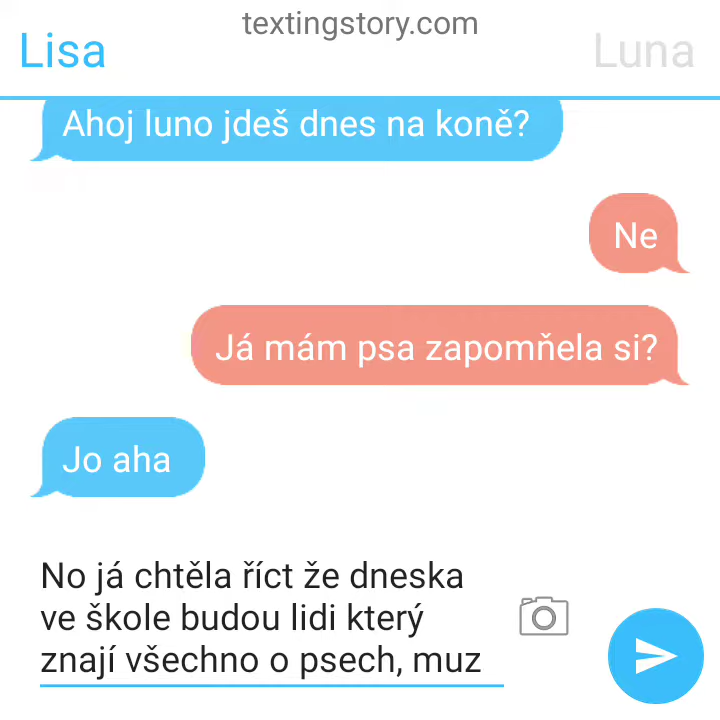 textingstory.com
Lisa
Luna
Ahoj luno jdeš dnes na koně?
Ne
Já mám psa zapomňela si?
Jo aha
No já chtěla říct že dneska
ve škole budou lidi který
znají všechno o psech, muz